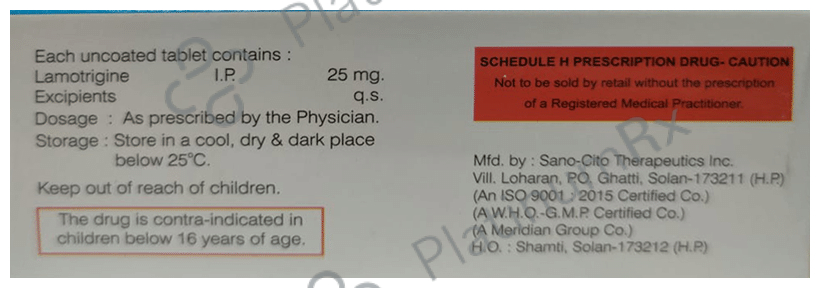 Each uncoated tablet contains :
Lamotrigine I.P. 25 mg.
Excipients q.s.
Dosage : As prescribed by the Physician.
Storage : Store in a cool, dry & dark place
below 25°C.
Keep out of reach of children.
The drug is contra-indicated in
children below 16 years of age.
SCHEDULE H PRESCRIPTION DRUG- CAUTION
Not to be sold by retail without the prescription
of a Registered Medical Practitioner.
Mfd. by : Sano-Cito Therapeutics Inc.
Vill. Loharan, P.O. Ghatti, Solan-173211 (H.P.)
(An ISO 9001 : 2015 Certified Co.)
(A W.H.O.-G.M.P. Certified Co.)
(A Meridian Group Co.)
H.O. : Shamti, Solan-173212 (H.P.)
PlatinumRx